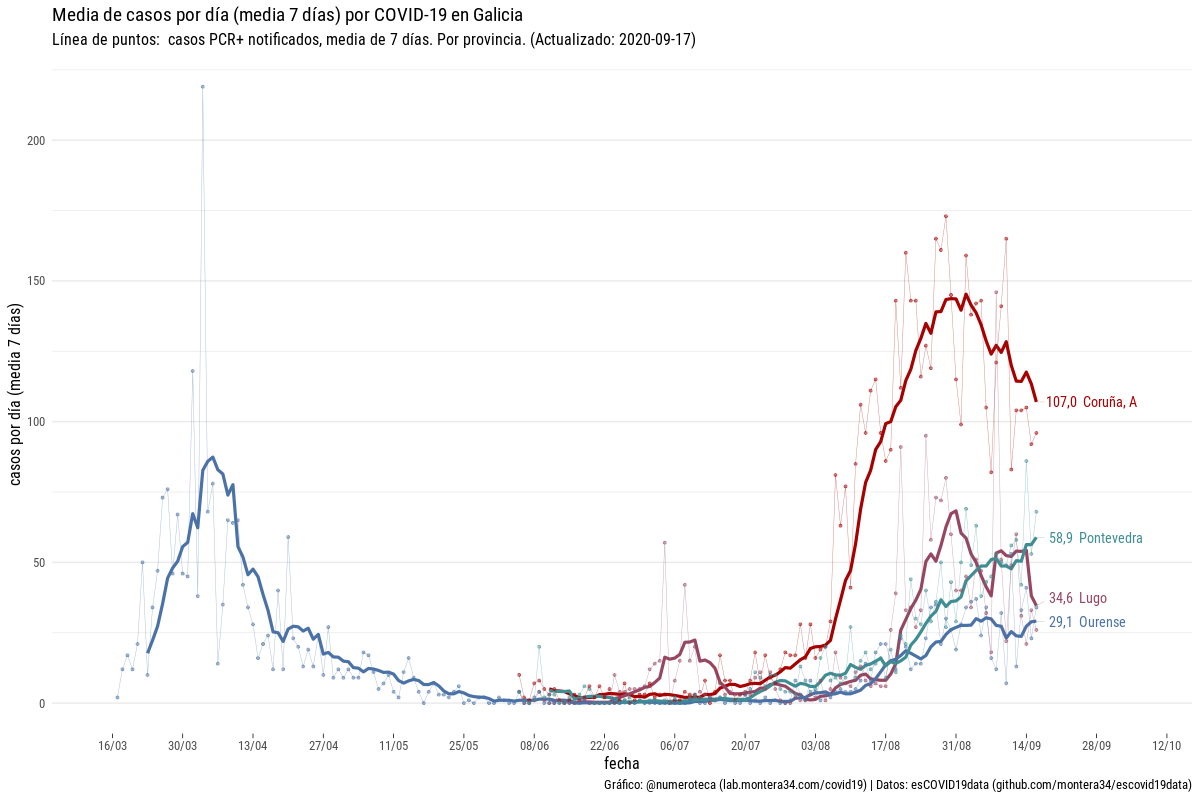 Media de casos por día (media 7 días) por COVID-19 en Galicia
Línea de puntos:  casos PCR+ notificados, media de 7 días. Por provincia. (Actualizado: 2020-09-17)
casos por día (media 7 días)
200
150
100
50
0
107,0 Coruña, A
58,9 Pontevedra
34,6 Lugo
29,1 Ourense
16/03 30/03 13/04 27/04 11/05 25/05 08/06 22/06 06/07 20/07 03/08 17/08 31/08 14/09 28/09 12/10
fecha
Gráfico: @numeroteca (lab.montera34.com/covid19) | Datos: esCOVID19data (github.com/montera34/escovid19data)